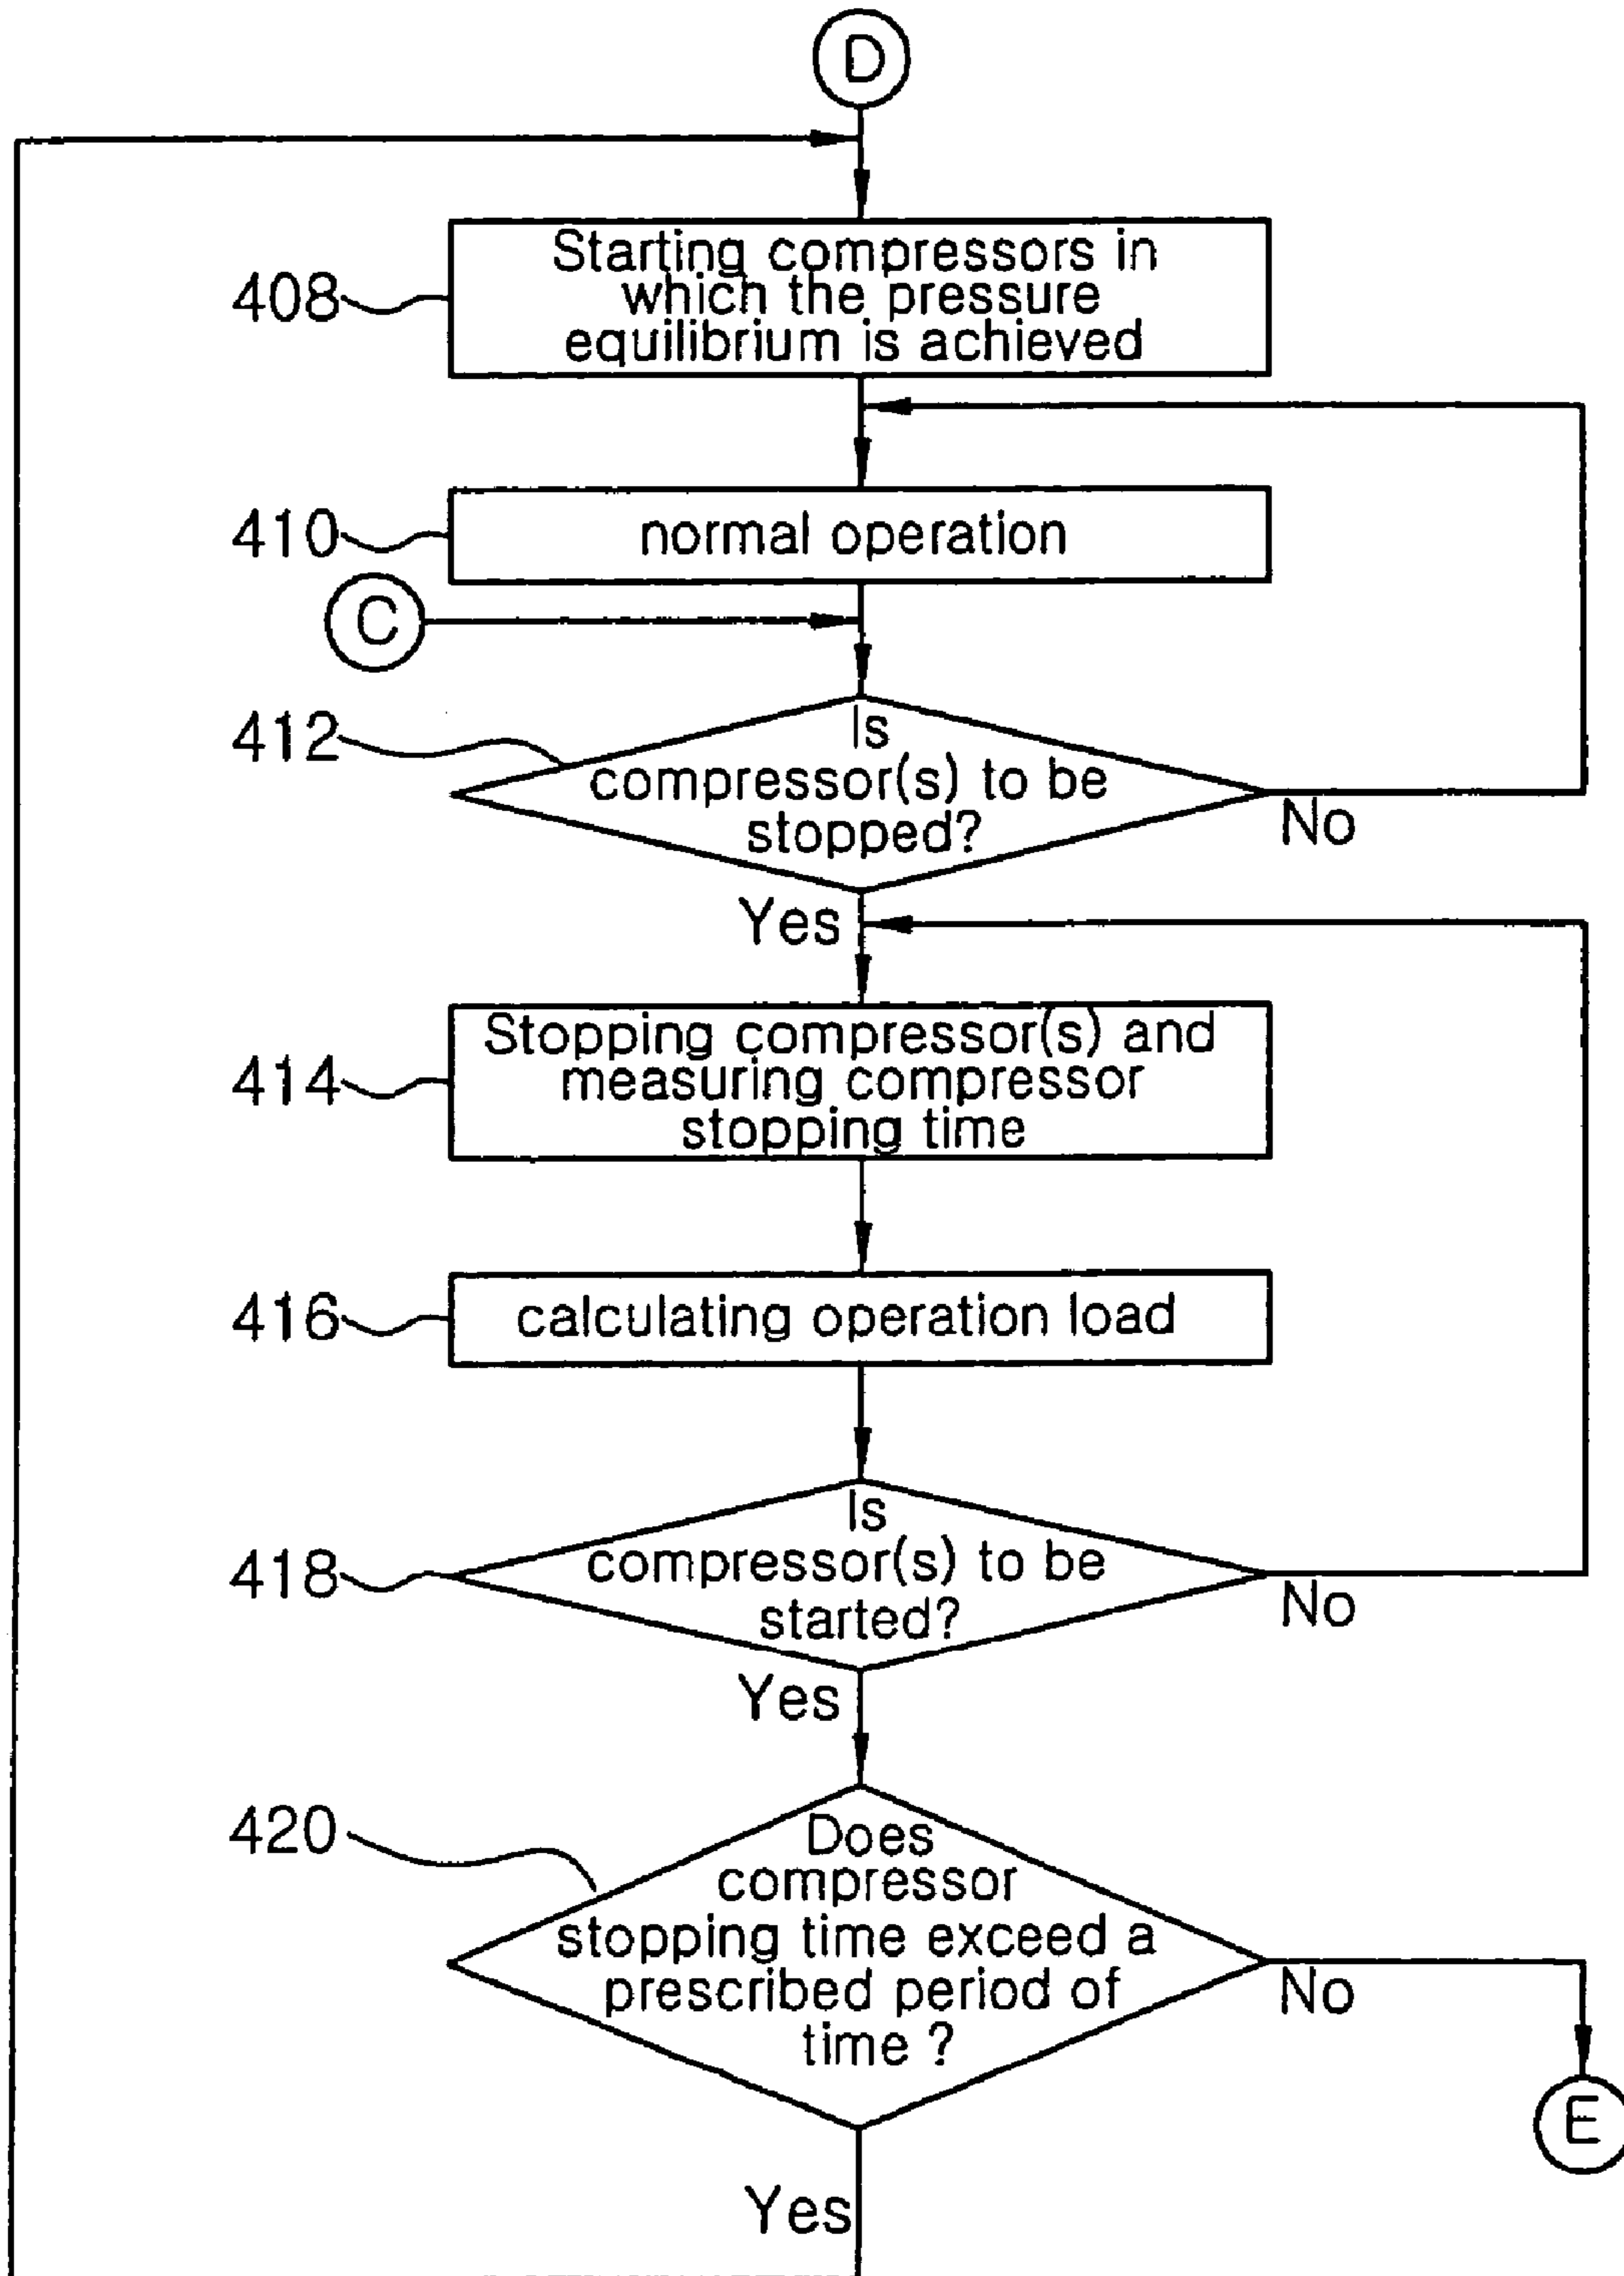 D
408
Starting compressors in
which the pressure
equilibrium is achieved
410
normal operation
C
412
Is
compressor(s) to be
stopped?
No
Yes
414
Stopping compressor(s) and
measuring compressor
stopping time
416
calculating operation load
418
Is
compressor(s) to be
started?
No
Yes
420
Does
compressor
stopping time exceed a
prescribed period of
time ?
No
E
Yes